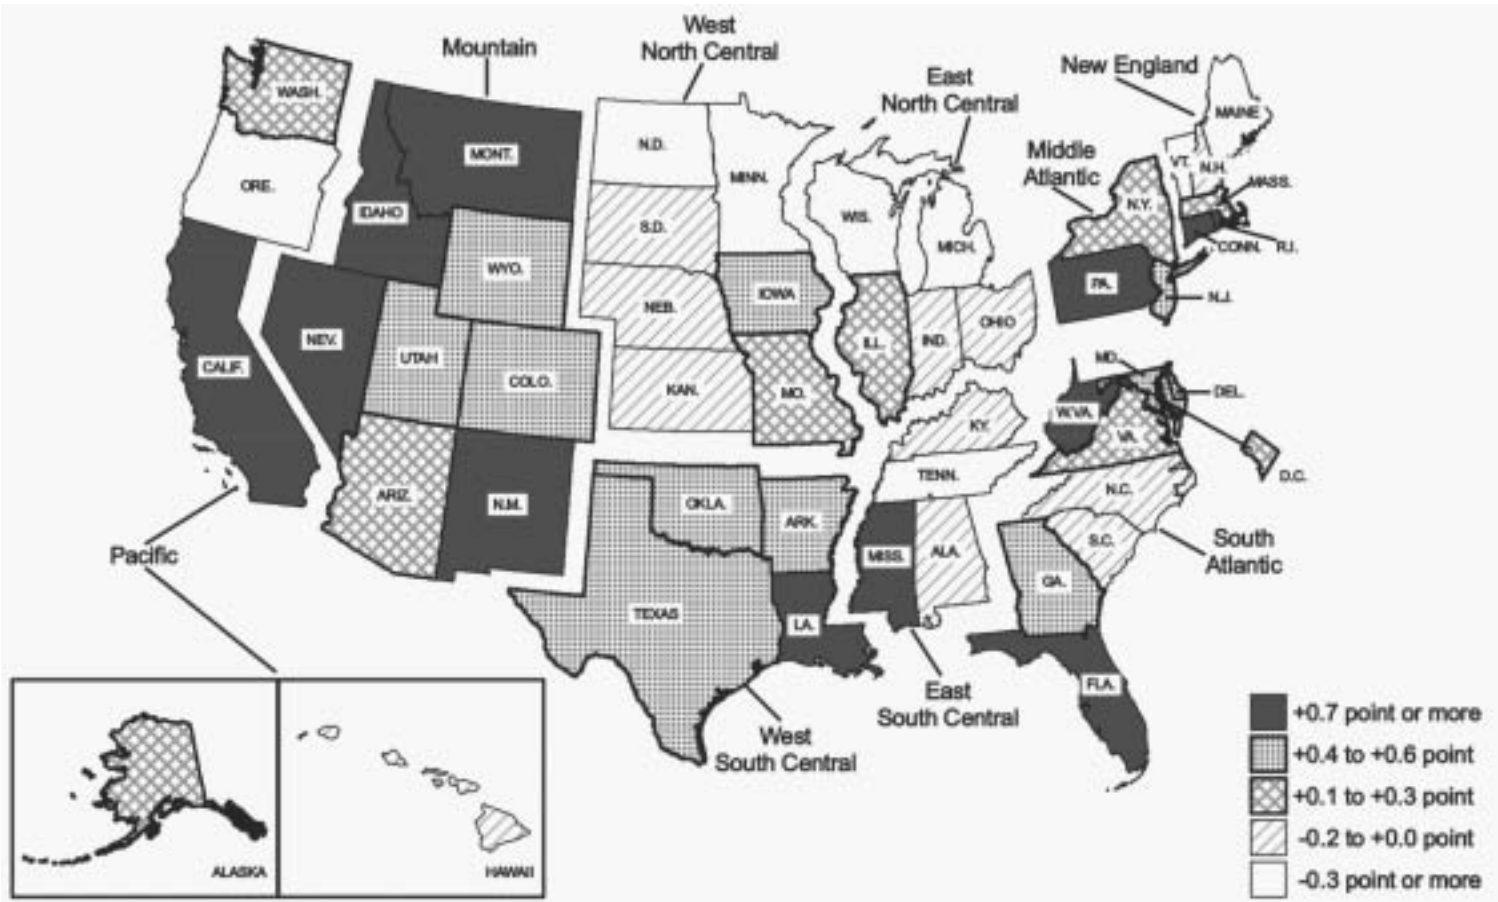 West
North Central
Mountain
New England
East
North Central
Middle
Atlantic
WASH.
MAINE
N.D.
MONT.
MINN.
VT.
N.H.
MASS.
ORE.
IDAHO
N.Y.
WIS.
S.D.
MICH.
CONN.
R.I.
WYO.
PA.
IOWA
N.J.
NEB.
OHIO
NEV.
ILL.
IND.
UTAH
COLO.
MD.
CALIF.
KAN.
MO.
DEL.
W.VA.
KY.
VA.
TENN.
D.C.
ARIZ.
N.M.
OKLA.
ARK.
N.C.
Pacific
MISS.
ALA.
S.C.
South
Atlantic
GA.
TEXAS
LA.
FLA.
East
South Central
West
South Central
+0.7 point or more
+0.4 to +0.6 point
+0.1 to +0.3 point
-0.2 to +0.0 point
-0.3 point or more
ALASKA
HAWAII